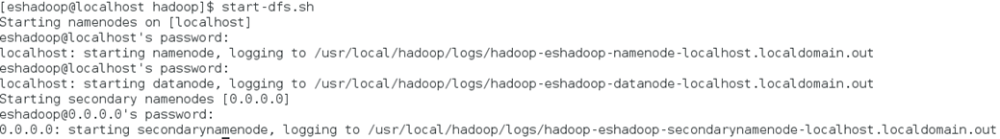 [eshadoop@localhost hadoop]$ start-dfs.sh
Starting namenodes on [localhost]
eshadoop@localhost's password:
localhost: starting namenode, logging to /usr/local/hadoop/logs/hadoop-eshadoop-namenode-localhost.localdomain.out
eshadoop@localhost's password:
localhost: starting datanode, logging to /usr/local/hadoop/logs/hadoop-eshadoop-datanode-localhost.localdomain.out
Starting secondary namenodes [0.0.0.0]
eshadoop@0.0.0.0's password:
0.0.0.0: starting secondarynamenode, logging to /usr/local/hadoop/logs/hadoop-eshadoop-secondarynamenode-localhost.localdomain.out